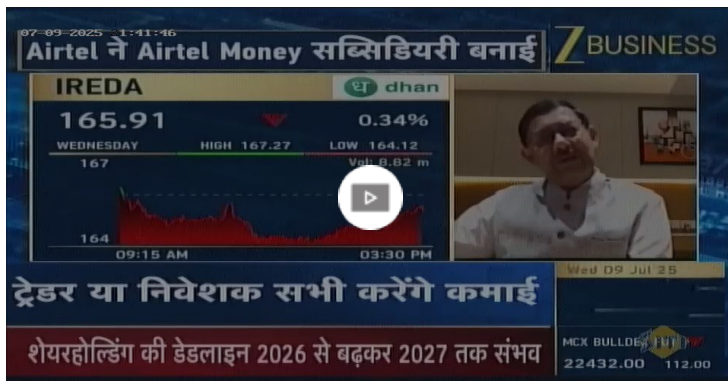 07-09-2025 1:41:46
Airtel ने Airtel Money सब्सिडियरी बनाई
Z BUSINESS
IREDA
ध dhan
165.91 0.34%
WEDNESDAY HIGH 167.27 LOW 164.12
167 Vol: 8.82 m
164
09:15 AM 03:30 PM
Wed 09 Jul 25
ट्रेडर या निवेशक सभी करेंगे कमाई
शेयरहोल्डिंग की डेडलाइन 2026 से बढ़कर 2027 तक संभव
MCX BULLDEX FUT
22432.00 112.00